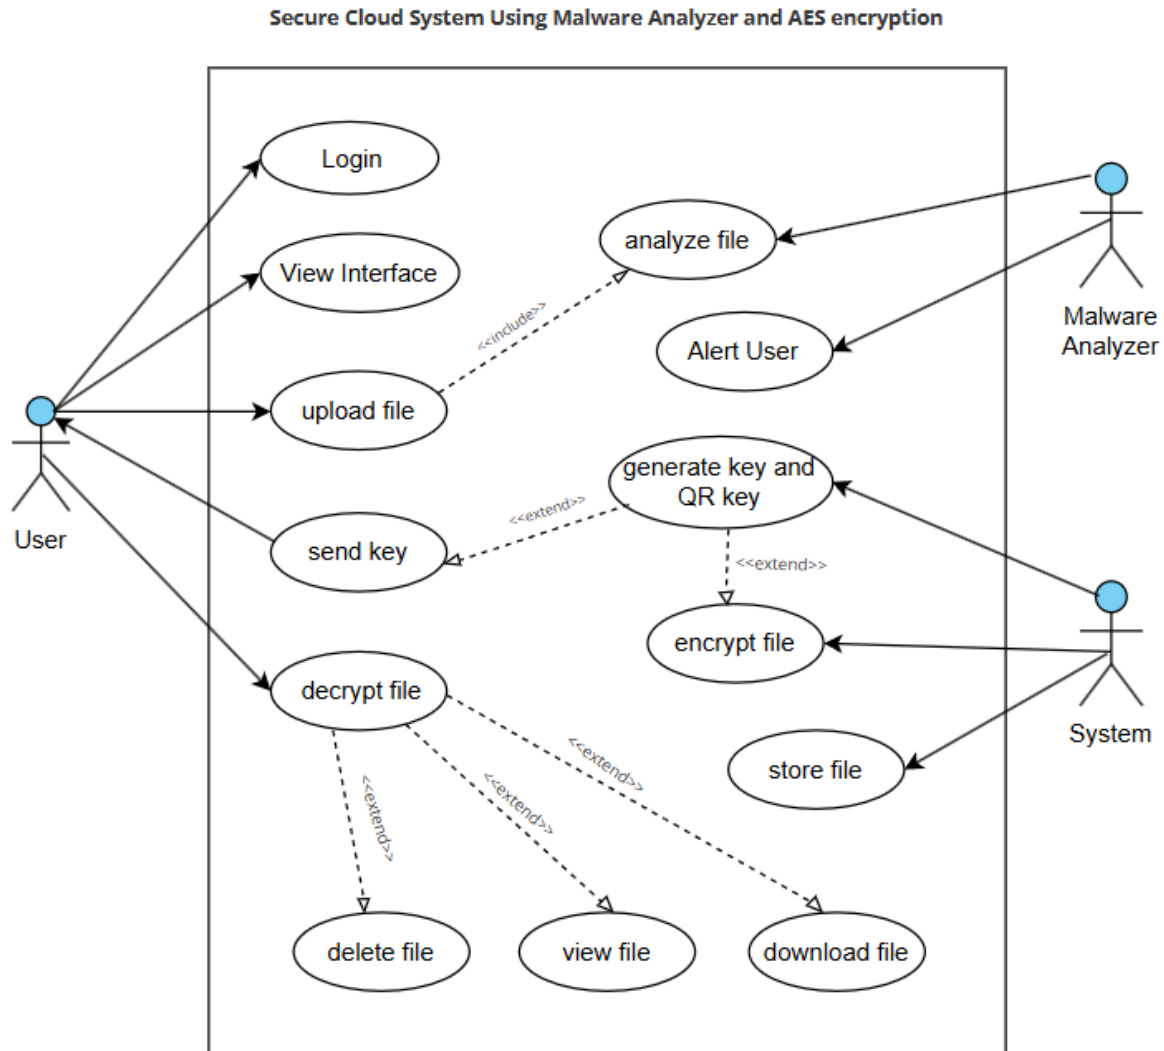 Secure Cloud System Using Malware Analyzer and AES encryption
Login
analyze file
View Interface
<<include>>
Malware
Analyzer
Alert User
upload file
generate key and
QR key
<<extend>>
User
send key
<<extend>>
encrypt file
decrypt file
System
<<extend>>
store file
<<extend>>
<<extend>>
delete file
view file
download file